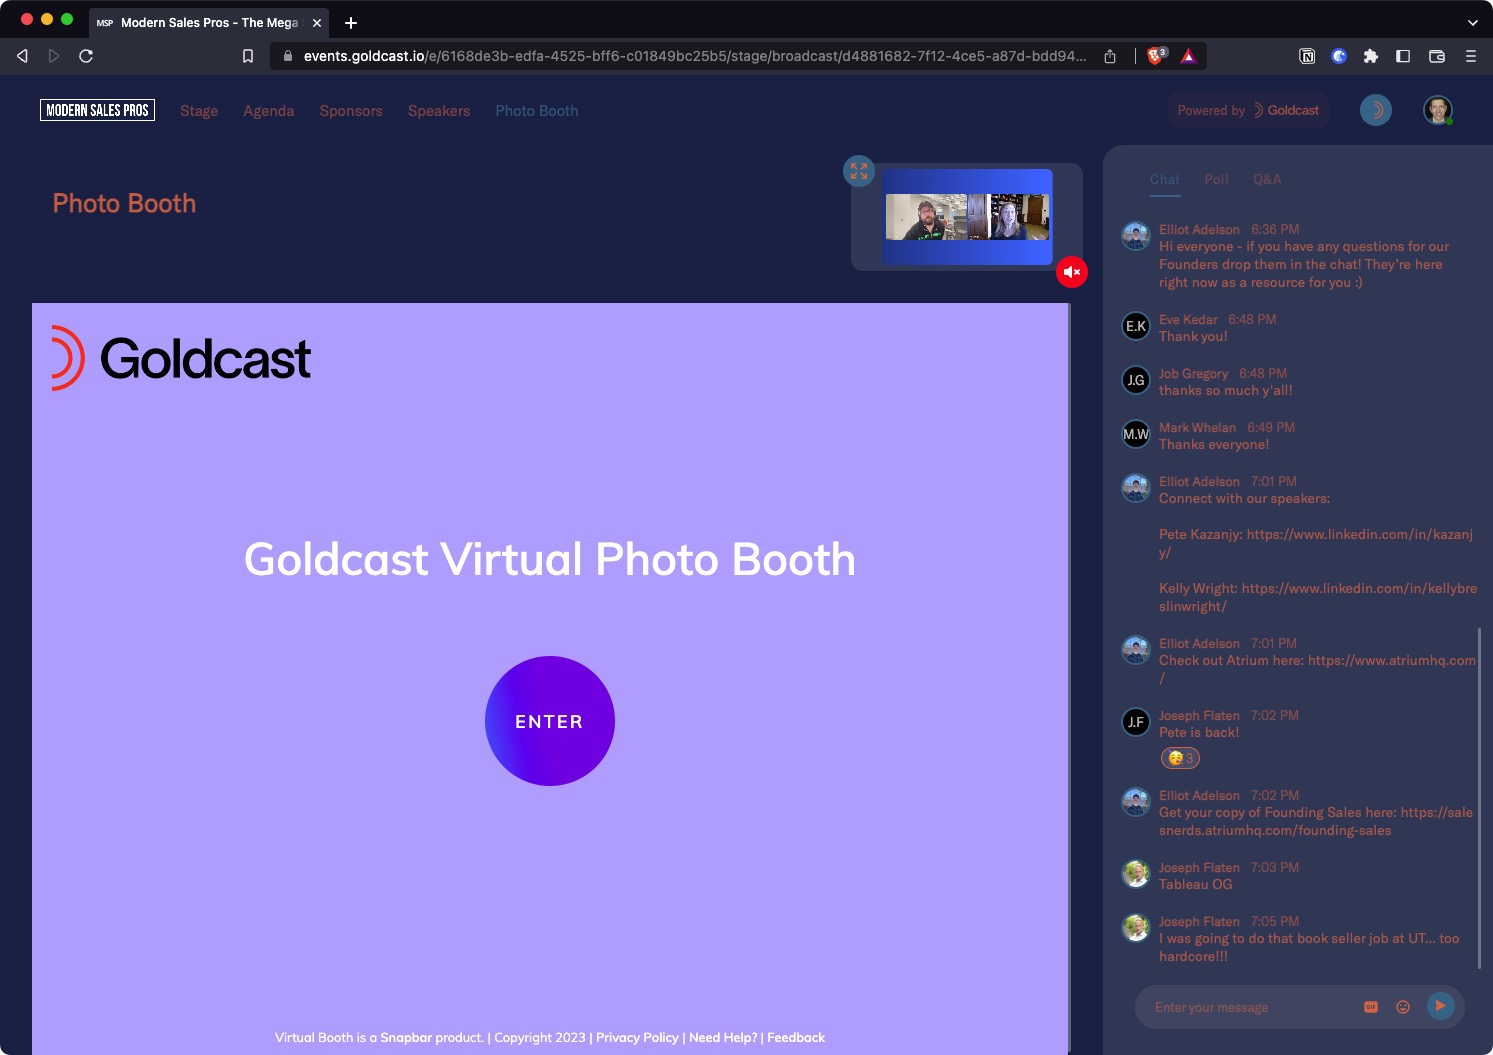 MSP Modern Sales Pros - The Mega
events.goldcast.io/e/6168de3b-edfa-4525-bff6-c01849bc25b5/stage/broadcast/d4881682-7f12-4ce5-a87d-bdd94...
3
MODERN SALES PROS
Stage
Agenda
Sponsors
Speakers
Photo Booth
Powered by Goldcast
Photo Booth
Goldcast
Goldcast Virtual Photo Booth
ENTER
Virtual Booth is a Snapbar product. | Copyright 2023 | Privacy Policy | Need Help? | Feedback
Chat
Poll
Q&A
Elliot Adelson 6:36 PM
Hi everyone - if you have any questions for our
Founders drop them in the chat! They're here
right now as a resource for you :)
E.K
Eve Kedar 6:48 PM
Thank you!
J.G
Job Gregory 6:48 PM
thanks so much y'all!
M.W
Mark Whelan 6:49 PM
Thanks everyone!
Elliot Adelson 7:01 PM
Connect with our speakers:
Pete Kazanjy: https://www.linkedin.com/in/kazanj
y/
Kelly Wright: https://www.linkedin.com/in/kellybre
slinwright/
Elliot Adelson 7:01 PM
Check out Atrium here: https://www.atriumhq.com
/
J.F
Joseph Flaten 7:02 PM
Pete is back!
🥳 3
Elliot Adelson 7:02 PM
Get your copy of Founding Sales here: https://sale
snerds.atriumhq.com/founding-sales
Joseph Flaten 7:03 PM
Tableau OG
Joseph Flaten 7:05 PM
I was going to do that book seller job at UT... too
hardcore!!!
Enter your message
GIF